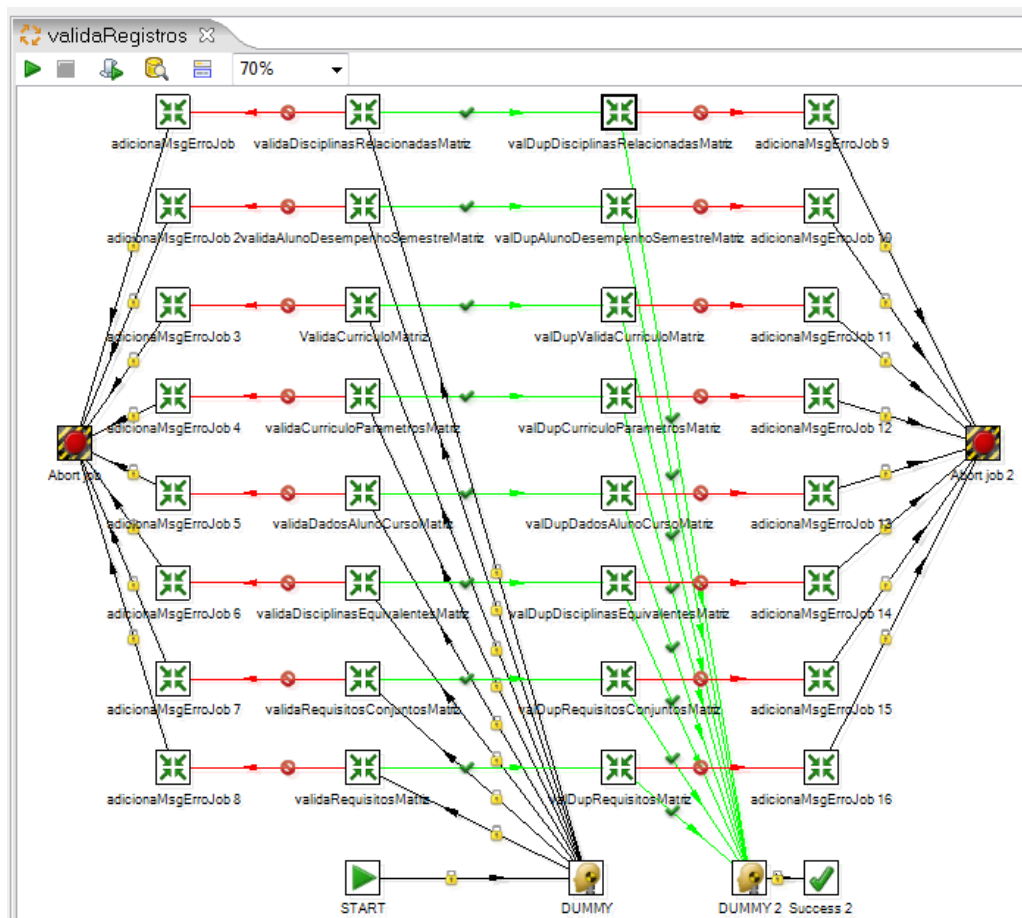 validaRegistros
70%
adicionaMsgErroJob validaDisciplinasRelacionadasMatriz valDupDisciplinasRelacionadasMatriz adicionaMsgErroJob 9
adicionaMsgErroJob 2 validaAlunoDesempenhoSemestreMatriz valDupAlunoDesempenhoSemestreMatriz adicionaMsgErroJob 10
adicionaMsgErroJob 3 ValidaCurriculoMatriz valDupValidaCurriculoMatriz adicionaMsgErroJob 11
adicionaMsgErroJob 4 validaCurriculoParametrosMatriz valDupCurriculoParametrosMatriz adicionaMsgErroJob 12
Abort job Abort job 2
adicionaMsgErroJob 5 validaDadosAlunoCursoMatriz valDupDadosAlunoCursoMatriz adicionaMsgErroJob 13
adicionaMsgErroJob 6 validaDisciplinasEquivalentesMatriz valDupDisciplinasEquivalentesMatriz adicionaMsgErroJob 14
adicionaMsgErroJob 7 validaRequisitosConjuntosMatriz valDupRequisitosConjuntosMatriz adicionaMsgErroJob 15
adicionaMsgErroJob 8 validaRequisitosMatriz valDupRequisitosMatriz adicionaMsgErroJob 16
START DUMMY DUMMY 2 Success 2